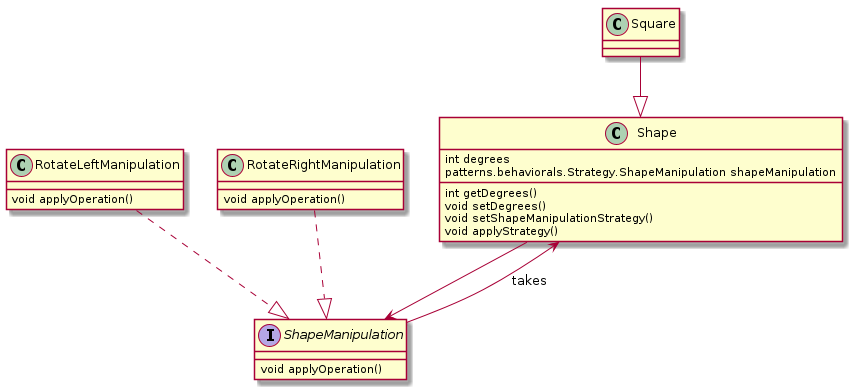 C Square
C Shape
int degrees
patterns.behaviorals.Strategy.ShapeManipulation shapeManipulation
int getDegrees()
void setDegrees()
void setShapeManipulationStrategy()
void applyStrategy()
C RotateLeftManipulation
void applyOperation()
C RotateRightManipulation
void applyOperation()
takes
I ShapeManipulation
void applyOperation()